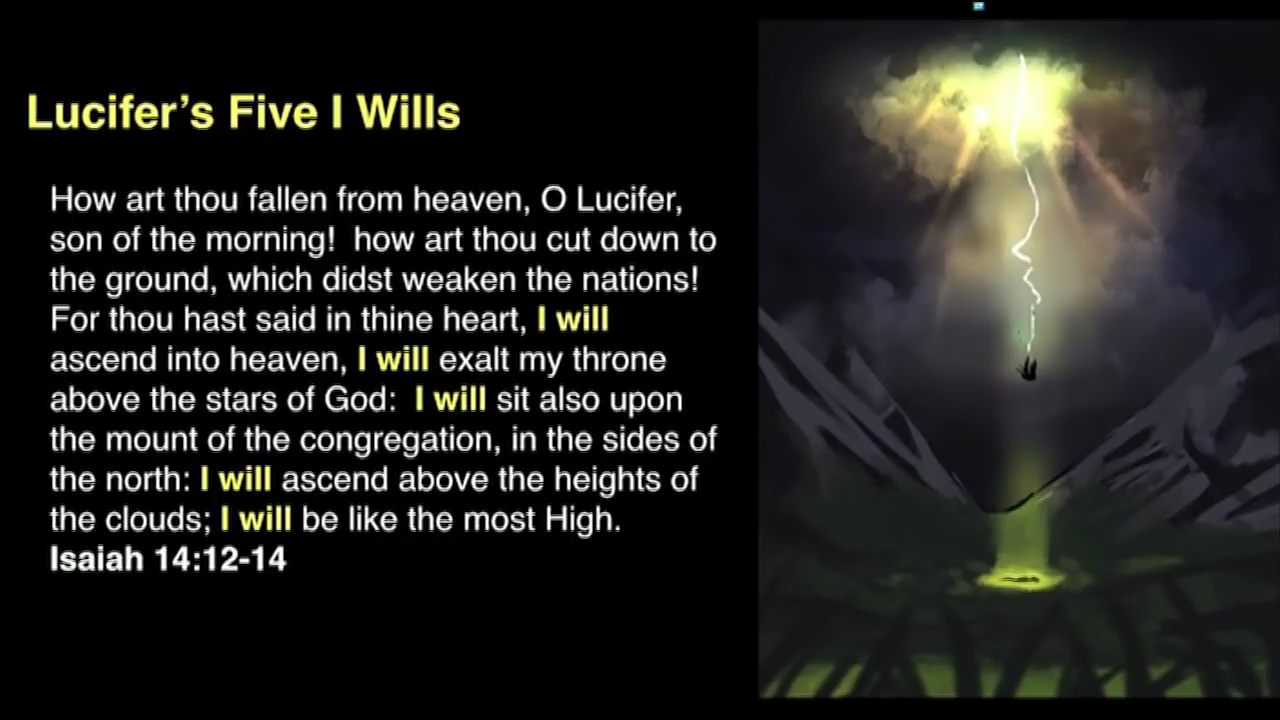 Lucifer’s Five I Wills
How art thou fallen from heaven, O Lucifer,
son of the morning!  how art thou cut down to
the ground, which didst weaken the nations!
For thou hast said in thine heart, I will
ascend into heaven, I will exalt my throne
above the stars of God:  I will sit also upon
the mount of the congregation, in the sides of
the north: I will ascend above the heights of
the clouds; I will be like the most High.
Isaiah 14:12-14